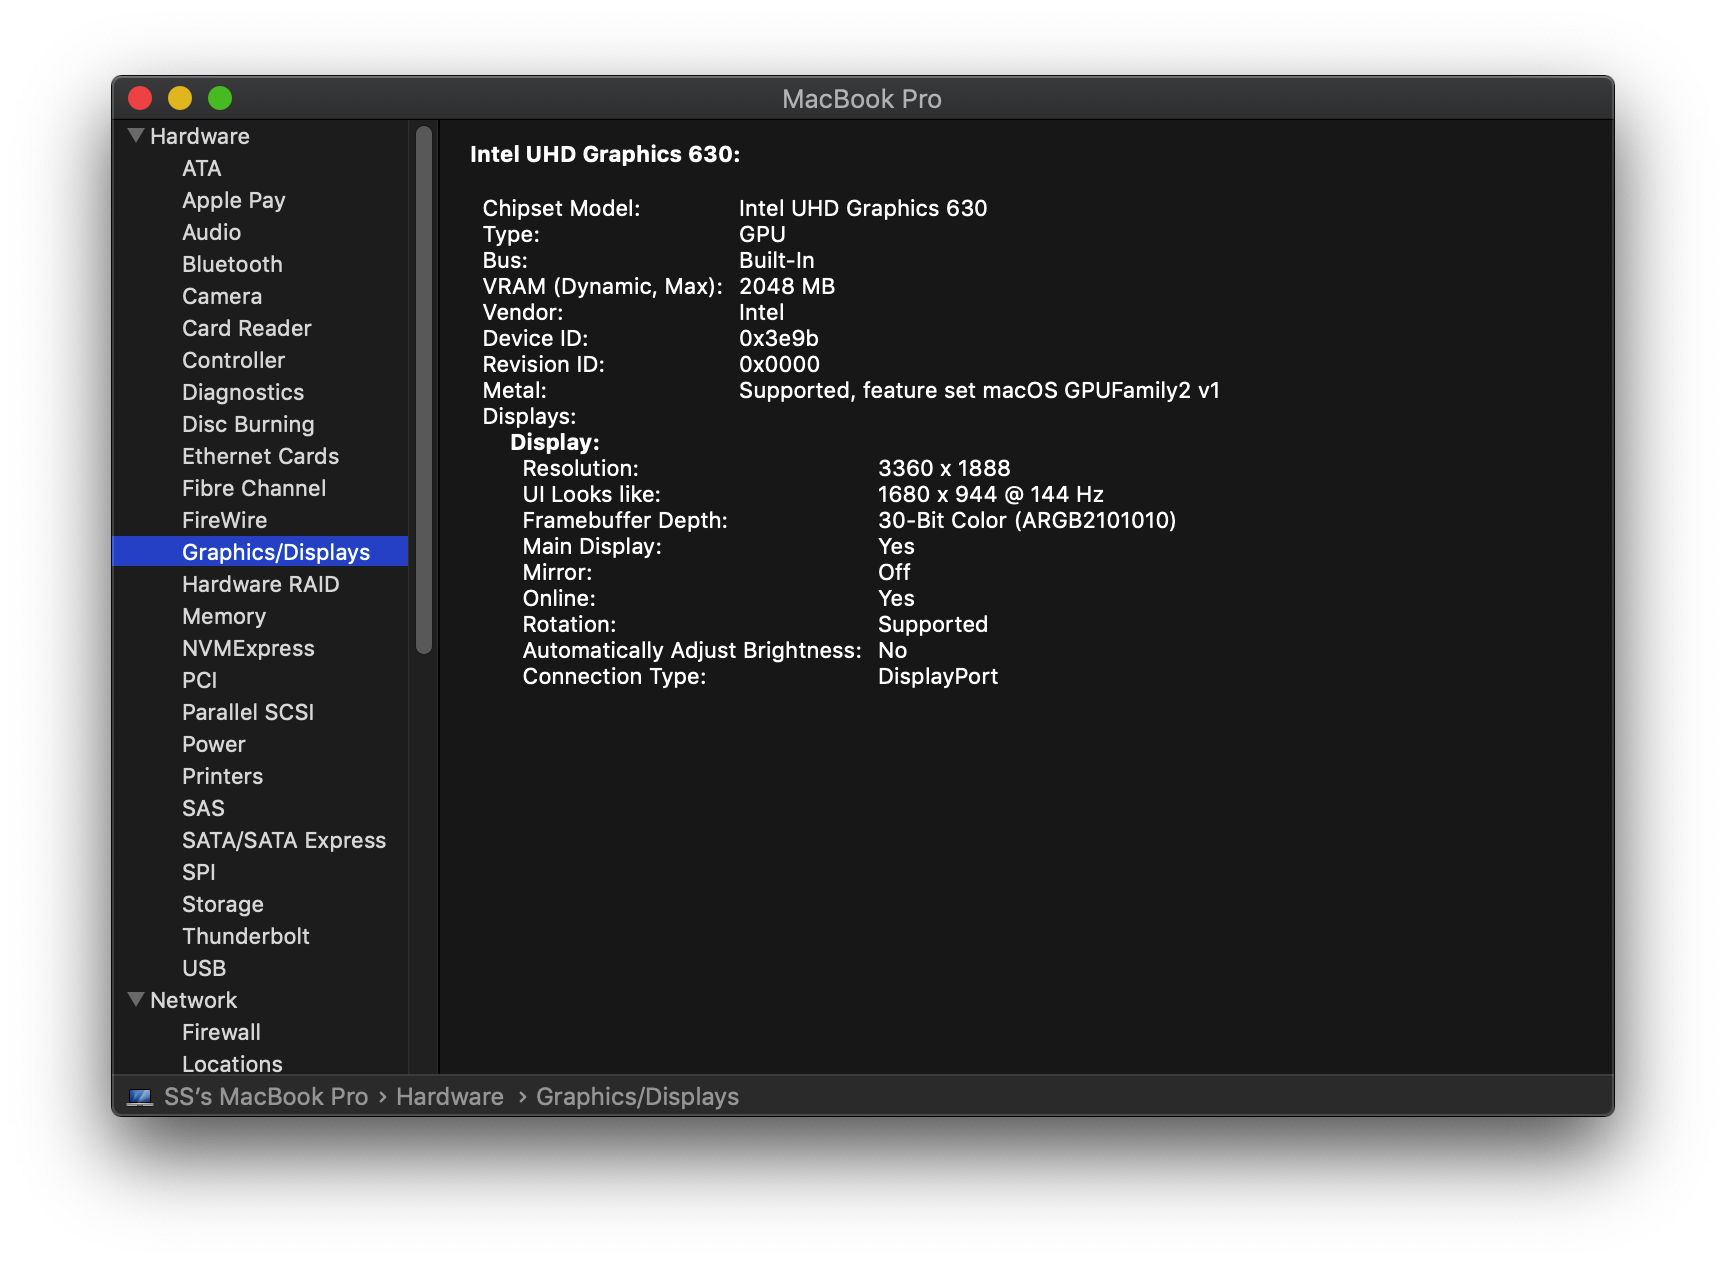 MacBook Pro
Hardware
ATA
Apple Pay
Audio
Bluetooth
Camera
Card Reader
Controller
Diagnostics
Disc Burning
Ethernet Cards
Fibre Channel
FireWire
Graphics/Displays
Hardware RAID
Memory
NVMExpress
PCI
Parallel SCSI
Power
Printers
SAS
SATA/SATA Express
SPI
Storage
Thunderbolt
USB
Network
Firewall
Locations
Intel UHD Graphics 630:
Chipset Model: Intel UHD Graphics 630
Type: GPU
Bus: Built-In
VRAM (Dynamic, Max): 2048 MB
Vendor: Intel
Device ID: 0x3e9b
Revision ID: 0x0000
Metal: Supported, feature set macOS GPUFamily2 v1
Displays:
Display:
Resolution: 3360 x 1888
UI Looks like: 1680 x 944 @ 144 Hz
Framebuffer Depth: 30-Bit Color (ARGB2101010)
Main Display: Yes
Mirror: Off
Online: Yes
Rotation: Supported
Automatically Adjust Brightness: No
Connection Type: DisplayPort
SS’s MacBook Pro › Hardware › Graphics/Displays